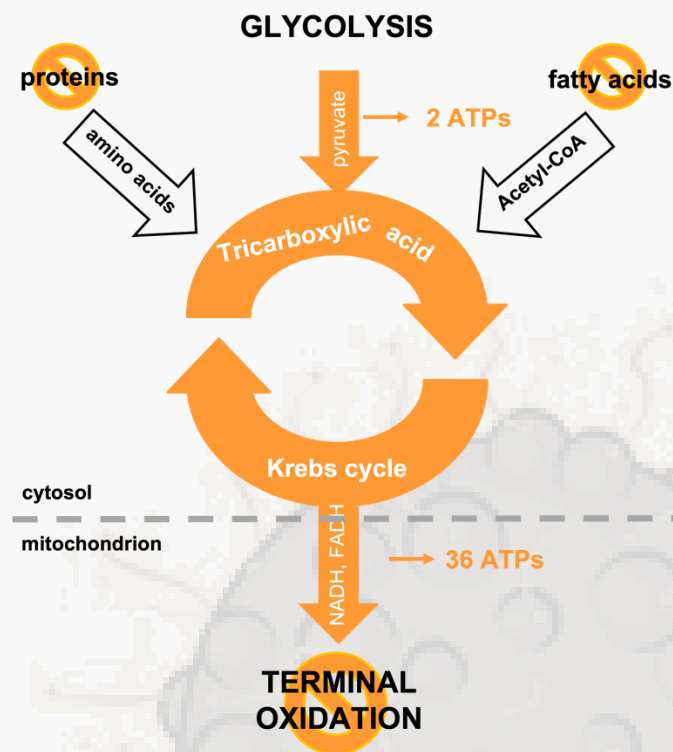 GLYCOLYSIS
proteins
fatty acids
pyruvate
2 ATPs
amino acids
Acetyl-CoA
Tricarboxylic acid
Krebs cycle
cytosol
mitochondrion
NADH, FADH
36 ATPs
TERMINAL
OXIDATION